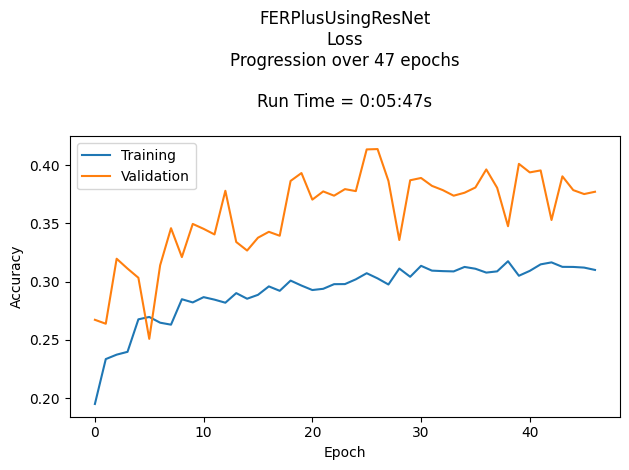 FERPlusUsingResNet
Loss
Progression over 47 epochs
Run Time = 0:05:47s
Training
Validation
Accuracy
0.40
0.35
0.30
0.25
0.20
0
10
20
30
40
Epoch